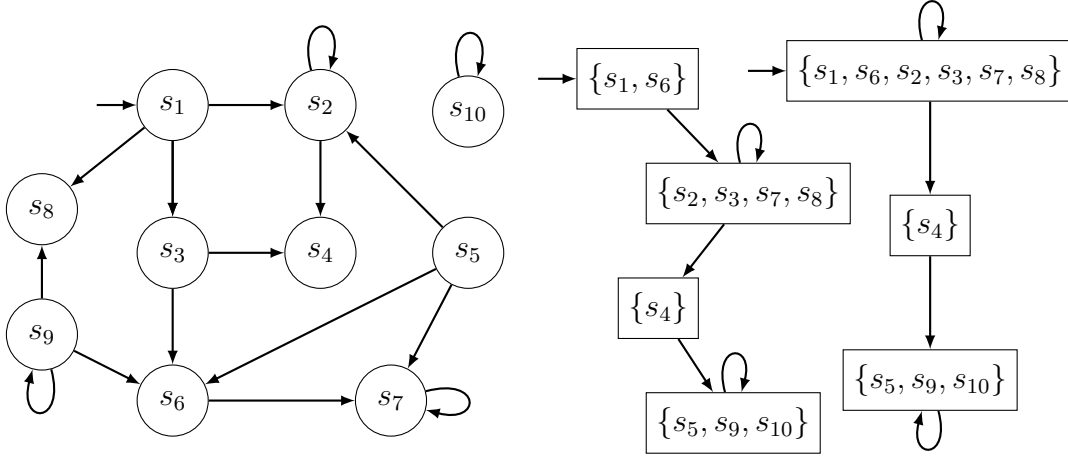 s₁
s₂
s₁₀
s₈
s₃
s₄
s₅
s₉
s₆
s₇
{s₁, s₆}
{s₂, s₃, s₇, s₈}
{s₄}
{s₅, s₉, s₁₀}
{s₁, s₆, s₂, s₃, s₇, s₈}
{s₄}
{s₅, s₉, s₁₀}